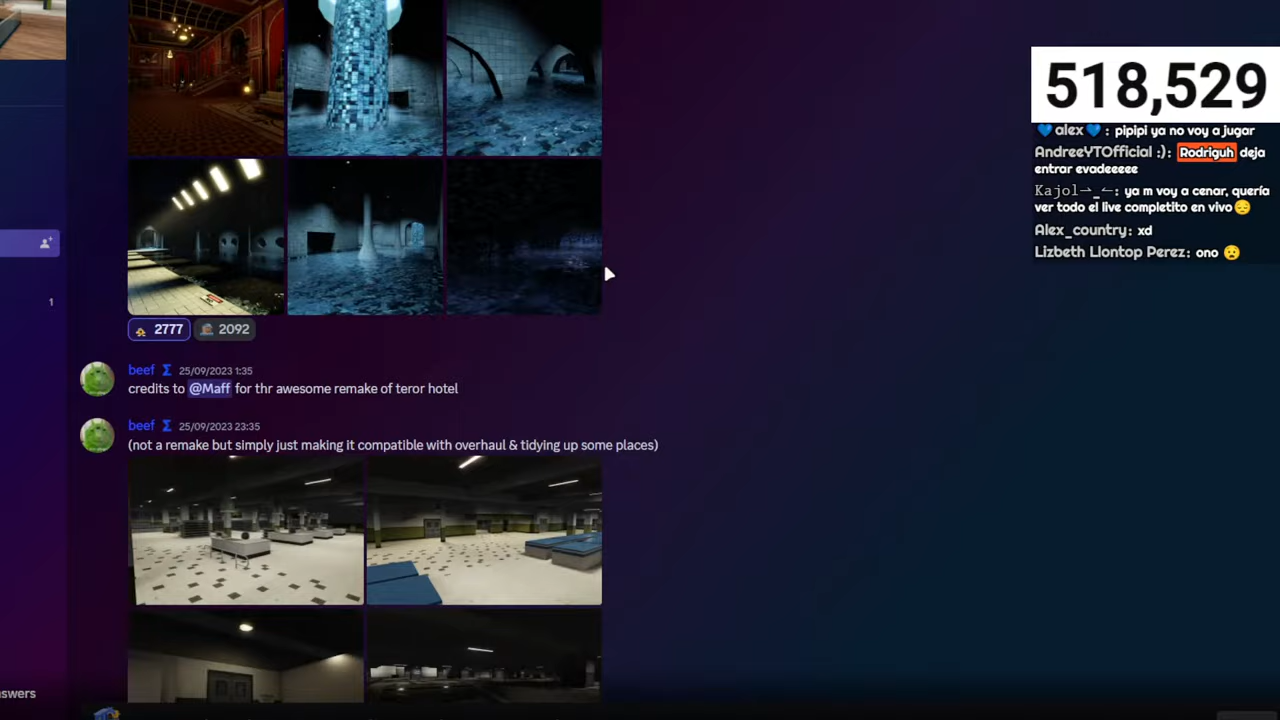 518,529
💙alex💙 : pipipi ya no voy a jugar
AndreeYTOfficial :): Rodriguh deja
entrar evadeeeee
Kajol⇀_↼: ya m voy a cenar, quería
ver todo el live completito en vivo😔
Alex_country: xd
Lizbeth Llontop Perez: ono 😟
1
2777 2092
beef Σ 25/09/2023 1:35
credits to @Maff for thr awesome remake of teror hotel
beef Σ 25/09/2023 23:35
(not a remake but simply just making it compatible with overhaul & tidying up some places)
swers